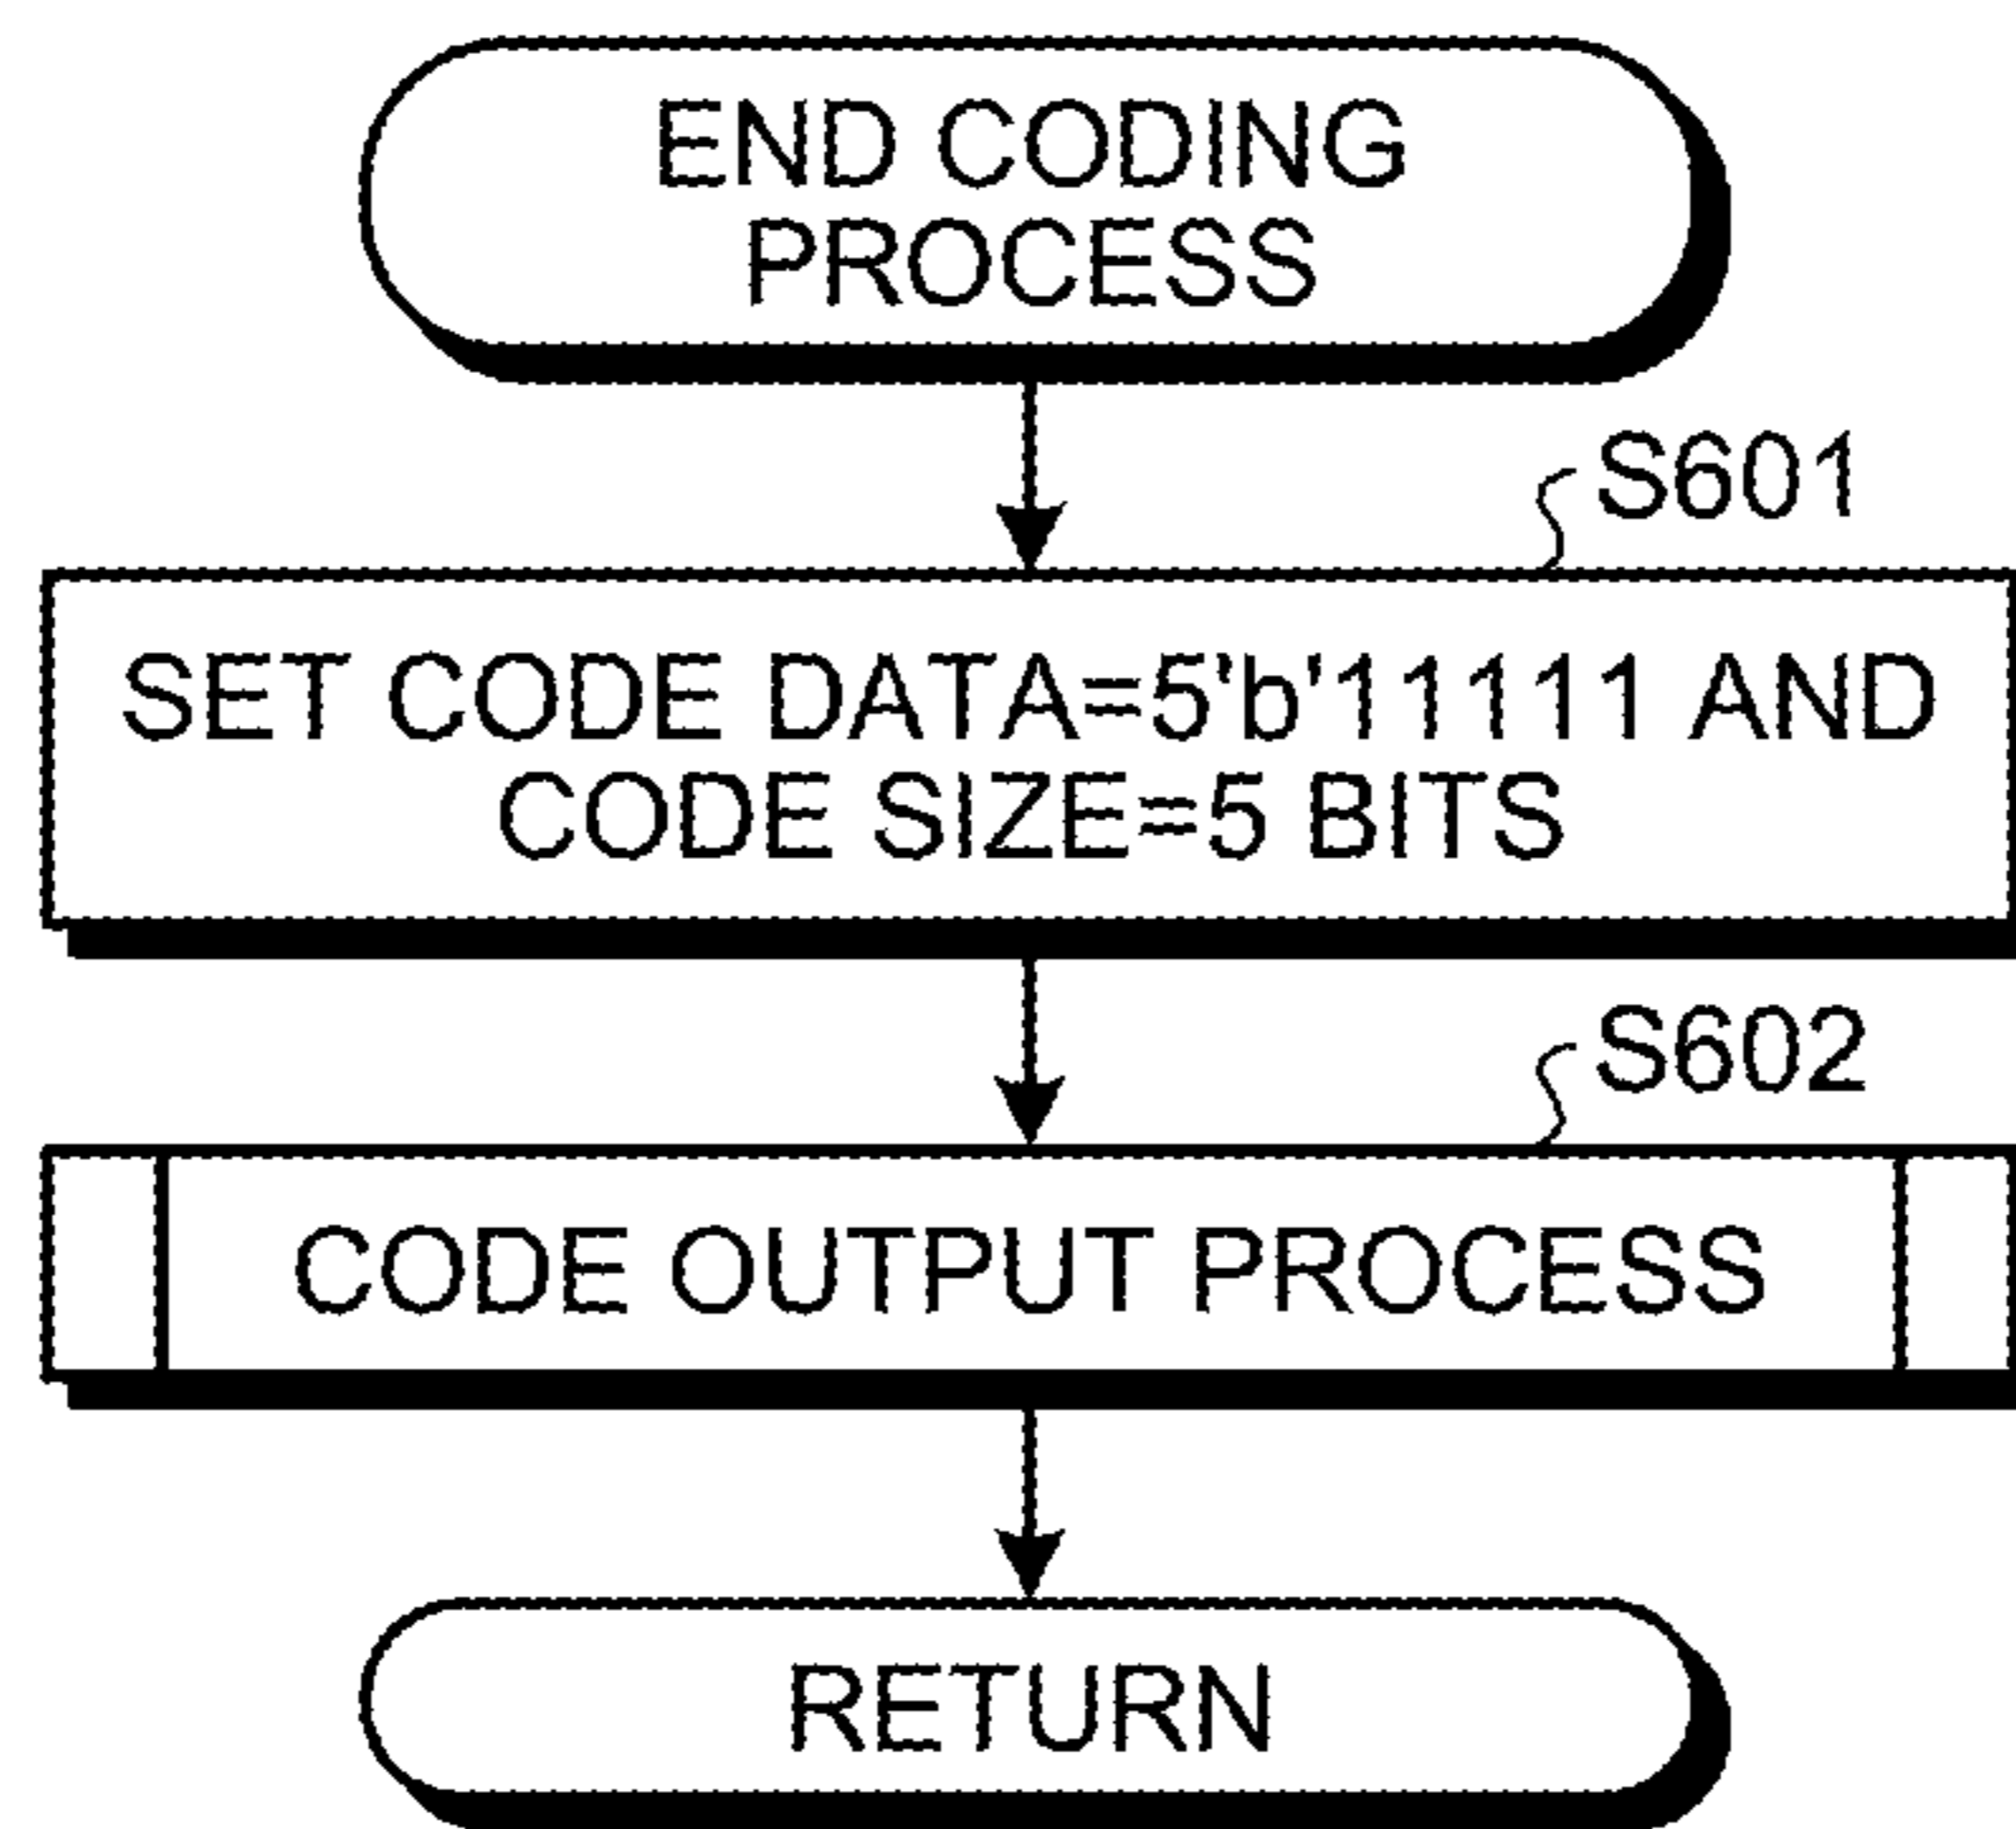 END CODING
PROCESS
S601
SET CODE DATA=5'b'11111 AND
CODE SIZE=5 BITS
S602
CODE OUTPUT PROCESS
RETURN